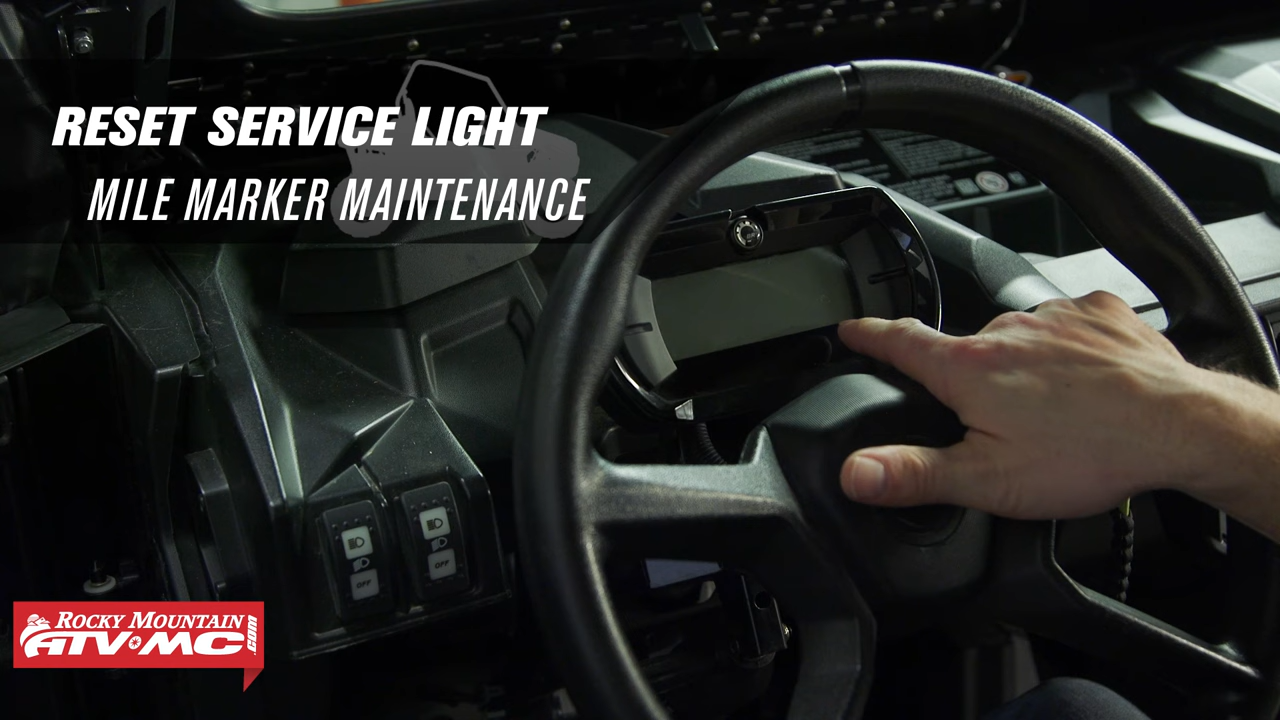 RESET SERVICE LIGHT
MILE MARKER MAINTENANCE
OFF
OFF
ROCKY MOUNTAIN
ATV MC .com